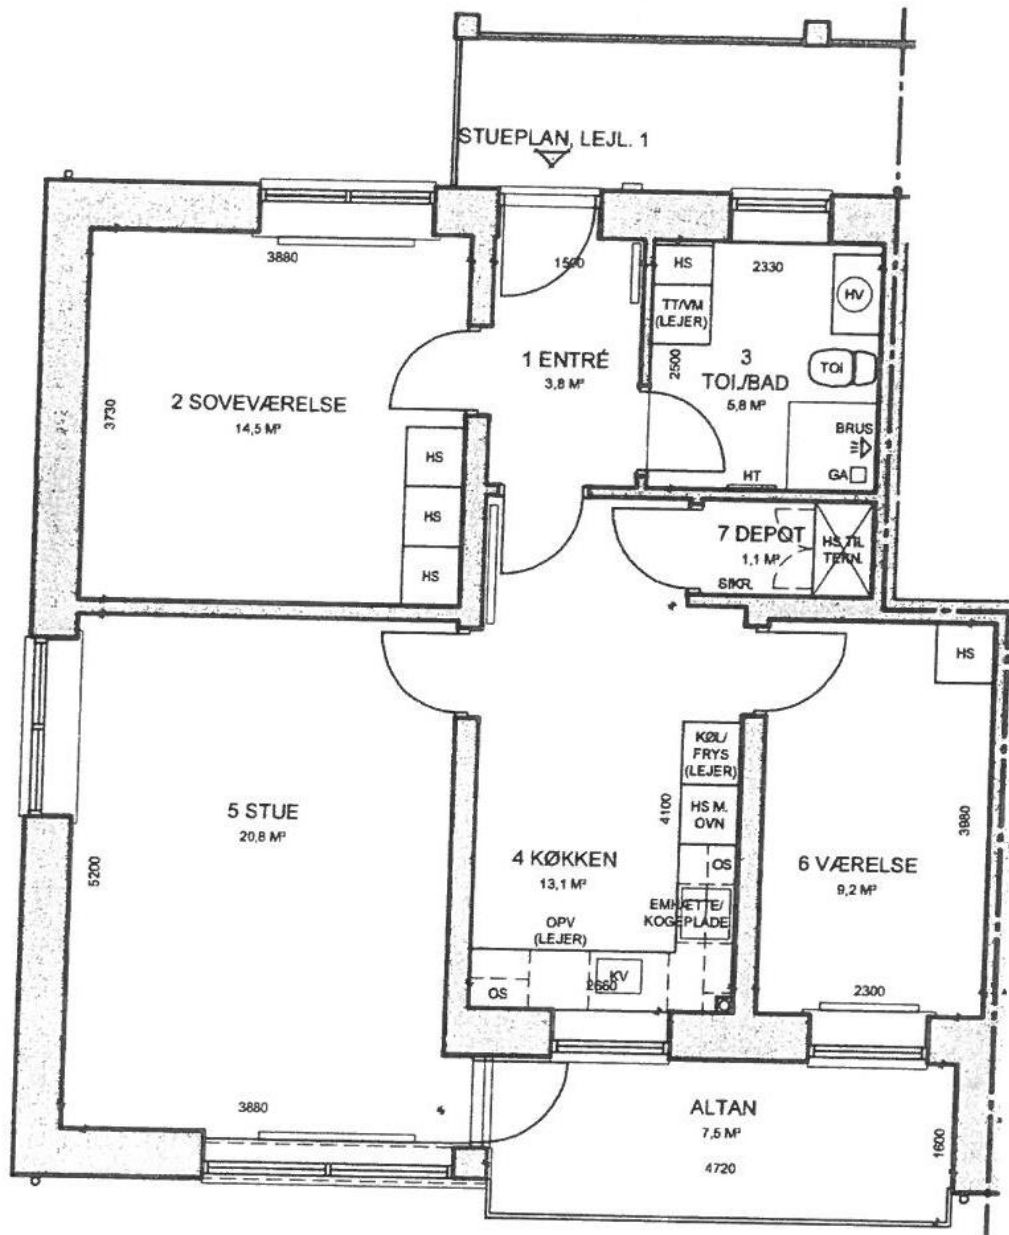 STUEPLAN, LEJL. 1
3880
1500
HS
2330
TT/VM
(LEJER)
HV
2500
1 ENTRÉ
3,8 M²
3
TOI./BAD
5,8 M²
TOI
3730
2 SOVEVÆRELSE
14,5 M²
BRUS
GA
HT
HS
HS
HS
7 DEPOT
1,1 M²
SIKR.
HS TIL
TEKN.
HS
KØL/
FRYS
(LEJER)
4100
HS M.
OVN
5 STUE
20,8 M²
5200
4 KØKKEN
13,1 M²
OS
3980
6 VÆRELSE
9,2 M²
EMHÆTTE/
KOGEPLADE
OPV
(LEJER)
KV
2660
OS
2300
3880
ALTAN
7,5 M²
4720
1600